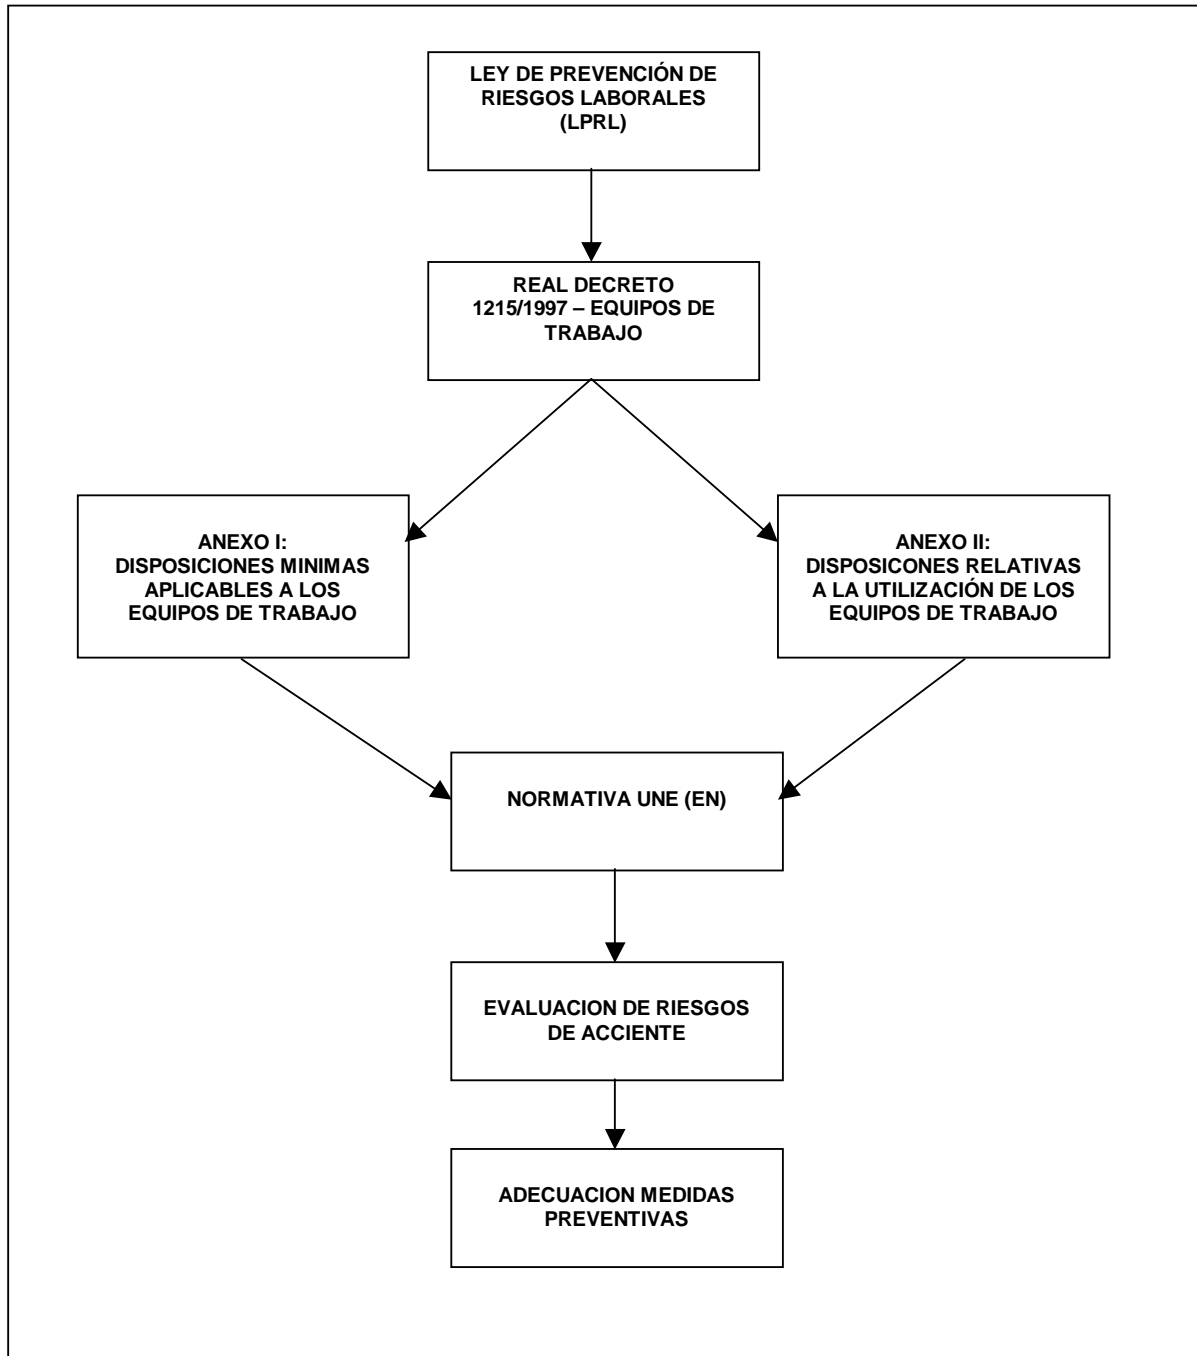 LEY DE PREVENCIÓN DE
RIESGOS LABORALES
(LPRL)
REAL DECRETO
1215/1997 – EQUIPOS DE
TRABAJO
ANEXO I:
DISPOSICIONES MINIMAS
APLICABLES A LOS
EQUIPOS DE TRABAJO
ANEXO II:
DISPOSICONES RELATIVAS
A LA UTILIZACIÓN DE LOS
EQUIPOS DE TRABAJO
NORMATIVA UNE (EN)
EVALUACION DE RIESGOS
DE ACCIENTE
ADECUACION MEDIDAS
PREVENTIVAS